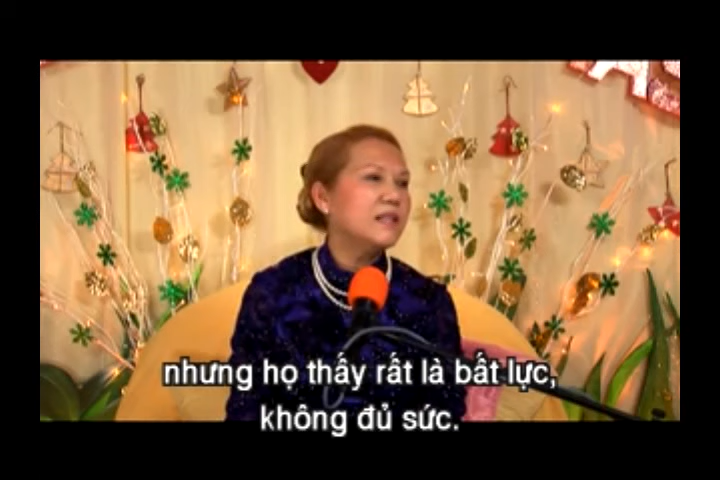 nhưng họ thấy rất là bất lực,
không đủ sức.